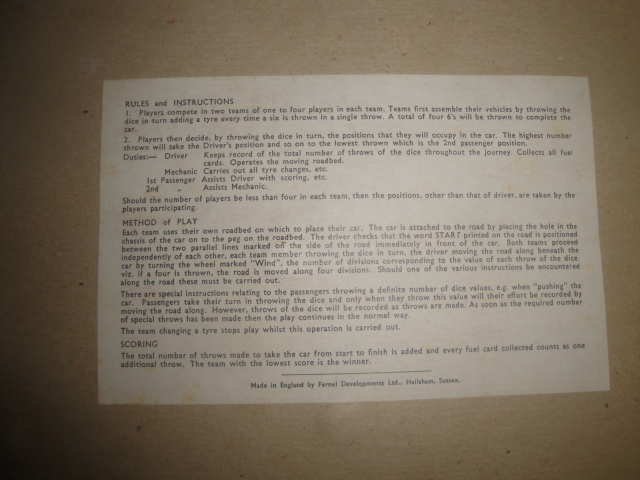 RULES and INSTRUCTIONS
1. Players compete in two teams of one to four players in each team. Teams first assemble their vehicles by throwing the
dice in turn adding a tyre every time a six is thrown in a single throw. A total of four 6's will be thrown to complete the
car.
2. Players then decide, by throwing the dice in turn, the positions that they will occupy in the car. The highest number
thrown will take the Driver's position and so on to the lowest thrown which is the 2nd passenger position.
Duties:— Driver Keeps record of the total number of throws of the dice throughout the journey. Collects all fuel
cards. Operates the moving roadbed.
Mechanic Carries out all tyre changes, etc.
1st Passenger Assists Driver with scoring, etc.
2nd „ Assists Mechanic.
Should the number of players be less than four in each team, then the positions, other than that of driver, are taken by the
players participating.
METHOD of PLAY
Each team uses their own roadbed on which to place their car. The car is attached to the road by placing the hole in the
chassis of the car on to the peg on the roadbed. The driver checks that the word START printed on the road is positioned
between the two parallel lines marked on the side of the road immediately in front of the car. Both teams proceed
independently of each other, each team member throwing the dice in turn, the driver moving the road along beneath the
car by turning the wheel marked "Wind", the number of divisions corresponding to the value of each throw of the dice.
viz. if a four is thrown, the road is moved along four divisions. Should one of the various instructions be encountered
along the road these must be carried out.
There are special instructions relating to the passengers throwing a definite number of dice values, e.g. when "pushing" the
car. Passengers take their turn in throwing the dice and only when they throw this value will their effort be recorded by
moving the road along. However, throws of the dice will be recorded as throws are made. As soon as the required number
of special throws has been made then the play continues in the normal way.
The team changing a tyre stops play whilst this operation is carried out.
SCORING
The total number of throws made to take the car from start to finish is added and every fuel card collected counts as one
additional throw. The team with the lowest score is the winner.
Made in England by Fernel Developments Ltd., Hailsham, Sussex.